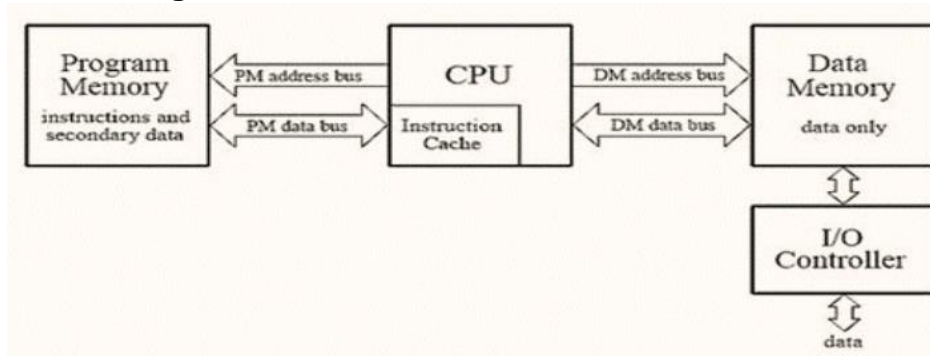 Program
Memory
instructions and
secondary data
PM address bus
PM data bus
CPU
Instruction
Cache
DM address bus
DM data bus
Data
Memory
data only
I/O
Controller
data